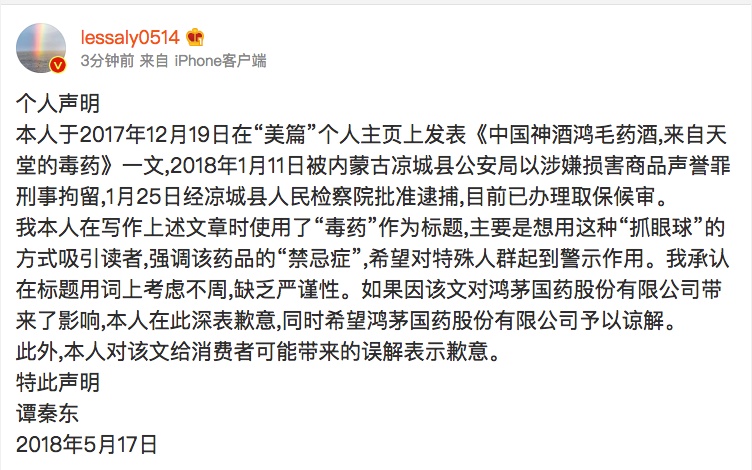 lessaly0514
3分钟前 来自 iPhone客户端
个人声明
本人于2017年12月19日在“美篇”个人主页上发表《中国神酒鸿毛药酒,来自天
堂的毒药》一文,2018年1月11日被内蒙古凉城县公安局以涉嫌损害商品声誉罪
刑事拘留,1月25日经凉城县人民检察院批准逮捕,目前已办理取保候审。
我本人在写作上述文章时使用了“毒药”作为标题,主要是想用这种“抓眼球”的
方式吸引读者,强调该药品的“禁忌症”,希望对特殊人群起到警示作用。我承认
在标题用词上考虑不周,缺乏严谨性。如果因该文对鸿茅国药股份有限公司带
来了影响,本人在此深表歉意,同时希望鸿茅国药股份有限公司予以谅解。
此外,本人对该文给消费者可能带来的误解表示歉意。
特此声明
谭秦东
2018年5月17日